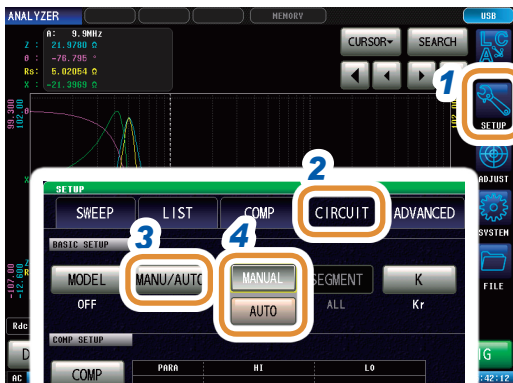 ANALYZER
MEMORY
USB
A: 9.9MHz
Z : 21.9780 Ω
θ : -76.795 °
Rs: 5.02054 Ω
X : -21.3969 Ω
CURSOR
SEARCH
LC
A
1
SETUP
99.300
102.00
θ
ADJUST
2
SETUP
SWEEP
LIST
COMP
CIRCUIT
ADVANCED
SYSTEM
BASIC SETUP
3
4
MODEL
MANU/AUTO
MANUAL
SEGMENT
K
OFF
AUTO
ALL
Kr
FILE
-107.00
-12.600
Rdc
COMP SETUP
COMP
PARA
HI
LO
D
IG
AC
:42:12